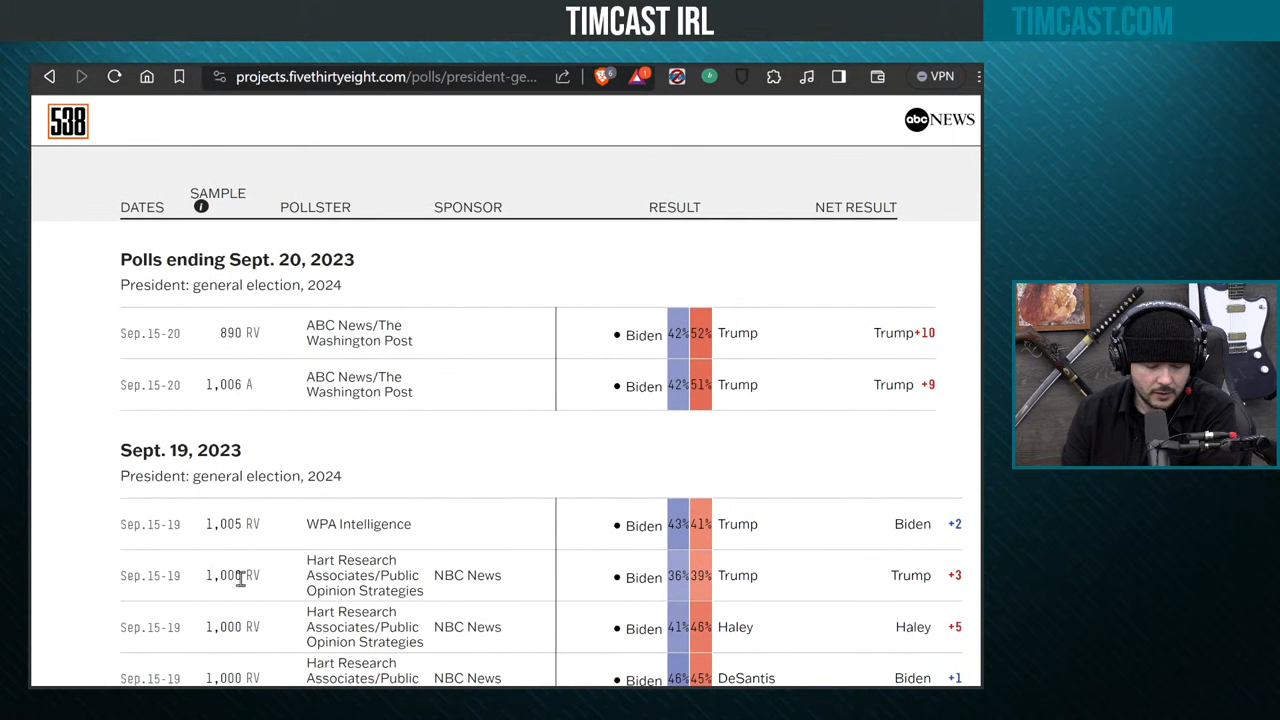 TIMCAST IRL
TIMCAST.COM
projects.fivethirtyeight.com/polls/president-ge...
6
1
b
VPN
538
abc NEWS
DATES
SAMPLE
i
POLLSTER
SPONSOR
RESULT
NET RESULT
Polls ending Sept. 20, 2023
President: general election, 2024
Sep.15-20 890 RV ABC News/The Washington Post Biden 42% 52% Trump Trump +10
Sep.15-20 1,006 A ABC News/The Washington Post Biden 42% 51% Trump Trump +9
Sept. 19, 2023
President: general election, 2024
Sep.15-19 1,005 RV WPA Intelligence Biden 43% 41% Trump Biden +2
Sep.15-19 1,000 RV Hart Research Associates/Public Opinion Strategies NBC News Biden 36% 39% Trump Trump +3
Sep.15-19 1,000 RV Hart Research Associates/Public Opinion Strategies NBC News Biden 41% 46% Haley Haley +5
Sep.15-19 1,000 RV Hart Research Associates/Public NBC News Biden 46% 45% DeSantis Biden +1